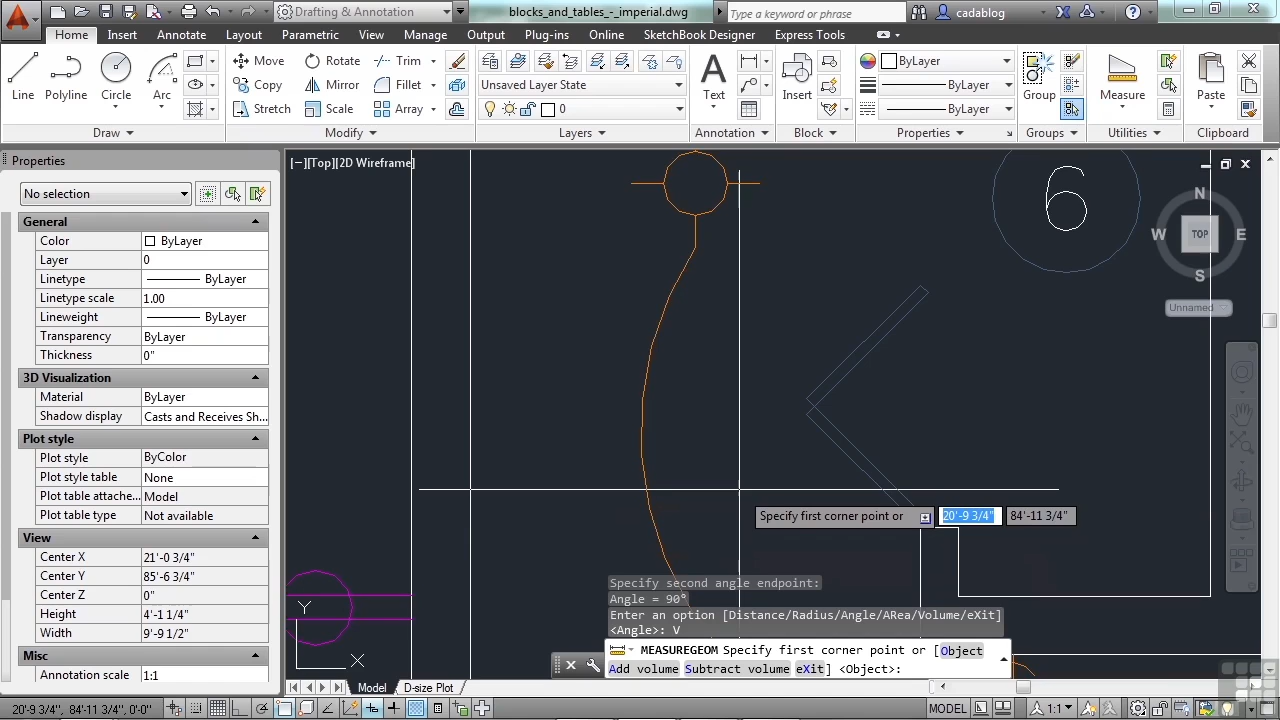 Drafting & Annotation
blocks_and_tables_-_imperial.dwg
Type a keyword or phrase
cadablog
Home Insert Annotate Layout Parametric View Manage Output Plug-ins Online SketchBook Designer Express Tools
Line Polyline Circle Arc
Move Rotate Trim
Copy Mirror Fillet
Stretch Scale Array
Unsaved Layer State
0
Text
Insert
ByLayer
ByLayer
ByLayer
Group
Measure
Paste
Draw Modify Layers Annotation Block Properties Groups Utilities Clipboard
Properties
No selection
General
Color ByLayer
Layer 0
Linetype ByLayer
Linetype scale 1.00
Lineweight ByLayer
Transparency ByLayer
Thickness 0"
3D Visualization
Material ByLayer
Shadow display Casts and Receives Sh...
Plot style
Plot style ByColor
Plot style table None
Plot table attache... Model
Plot table type Not available
View
Center X 21'-0 3/4"
Center Y 85'-6 3/4"
Center Z 0"
Height 4'-1 1/4"
Width 9'-9 1/2"
Misc
Annotation scale 1:1
[−][Top][2D Wireframe]
6
N
W TOP E
S
Unnamed
Specify first corner point or 20'-9 3/4" 84'-11 3/4"
Specify second angle endpoint:
Angle = 90°
Enter an option [Distance/Radius/Angle/ARea/Volume/eXit]
<Angle>: V
MEASUREGEOM Specify first corner point or [Object
Add volume Subtract volume eXit] <Object>:
Y
X
Model D-size Plot
20'-9 3/4", 84'-11 3/4", 0'-0"
MODEL
1:1